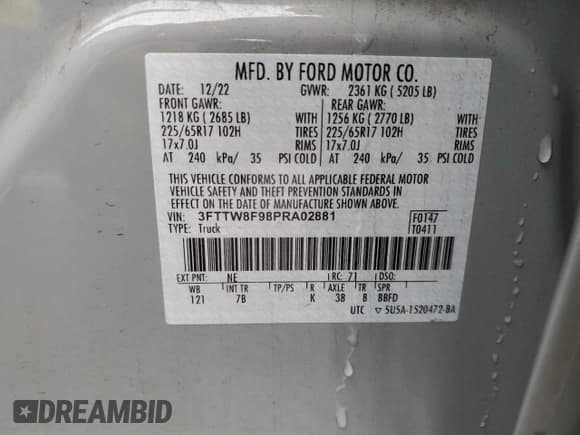 MFD. BY FORD MOTOR CO.
DATE: 12/22 GVWR: 2361 KG ( 5205 LB)
FRONT GAWR: REAR GAWR:
1218 KG ( 2685 LB) WITH 1256 KG ( 2770 LB) WITH
225/65R17 102H TIRES 225/65R17 102H TIRES
17x7.0J RIMS 17x7.0J RIMS
AT 240 kPa/ 35 PSI COLD AT 240 kPa/ 35 PSI COLD
THIS VEHICLE CONFORMS TO ALL APPLICABLE FEDERAL MOTOR
VEHICLE SAFETY AND THEFT PREVENTION STANDARDS IN
EFFECT ON THE DATE OF MANUFACTURE SHOWN ABOVE.
VIN: 3FTTW8F98PRA02881 F0147
TYPE: Truck T0411
EXT PNT: NE RC: 71 DSO:
WB INT TR TP/PS R AXLE TR SPR
121 7B K 38 8 BBFD
UTC ▽ 5U5A-1520472-BA
DREAMBID